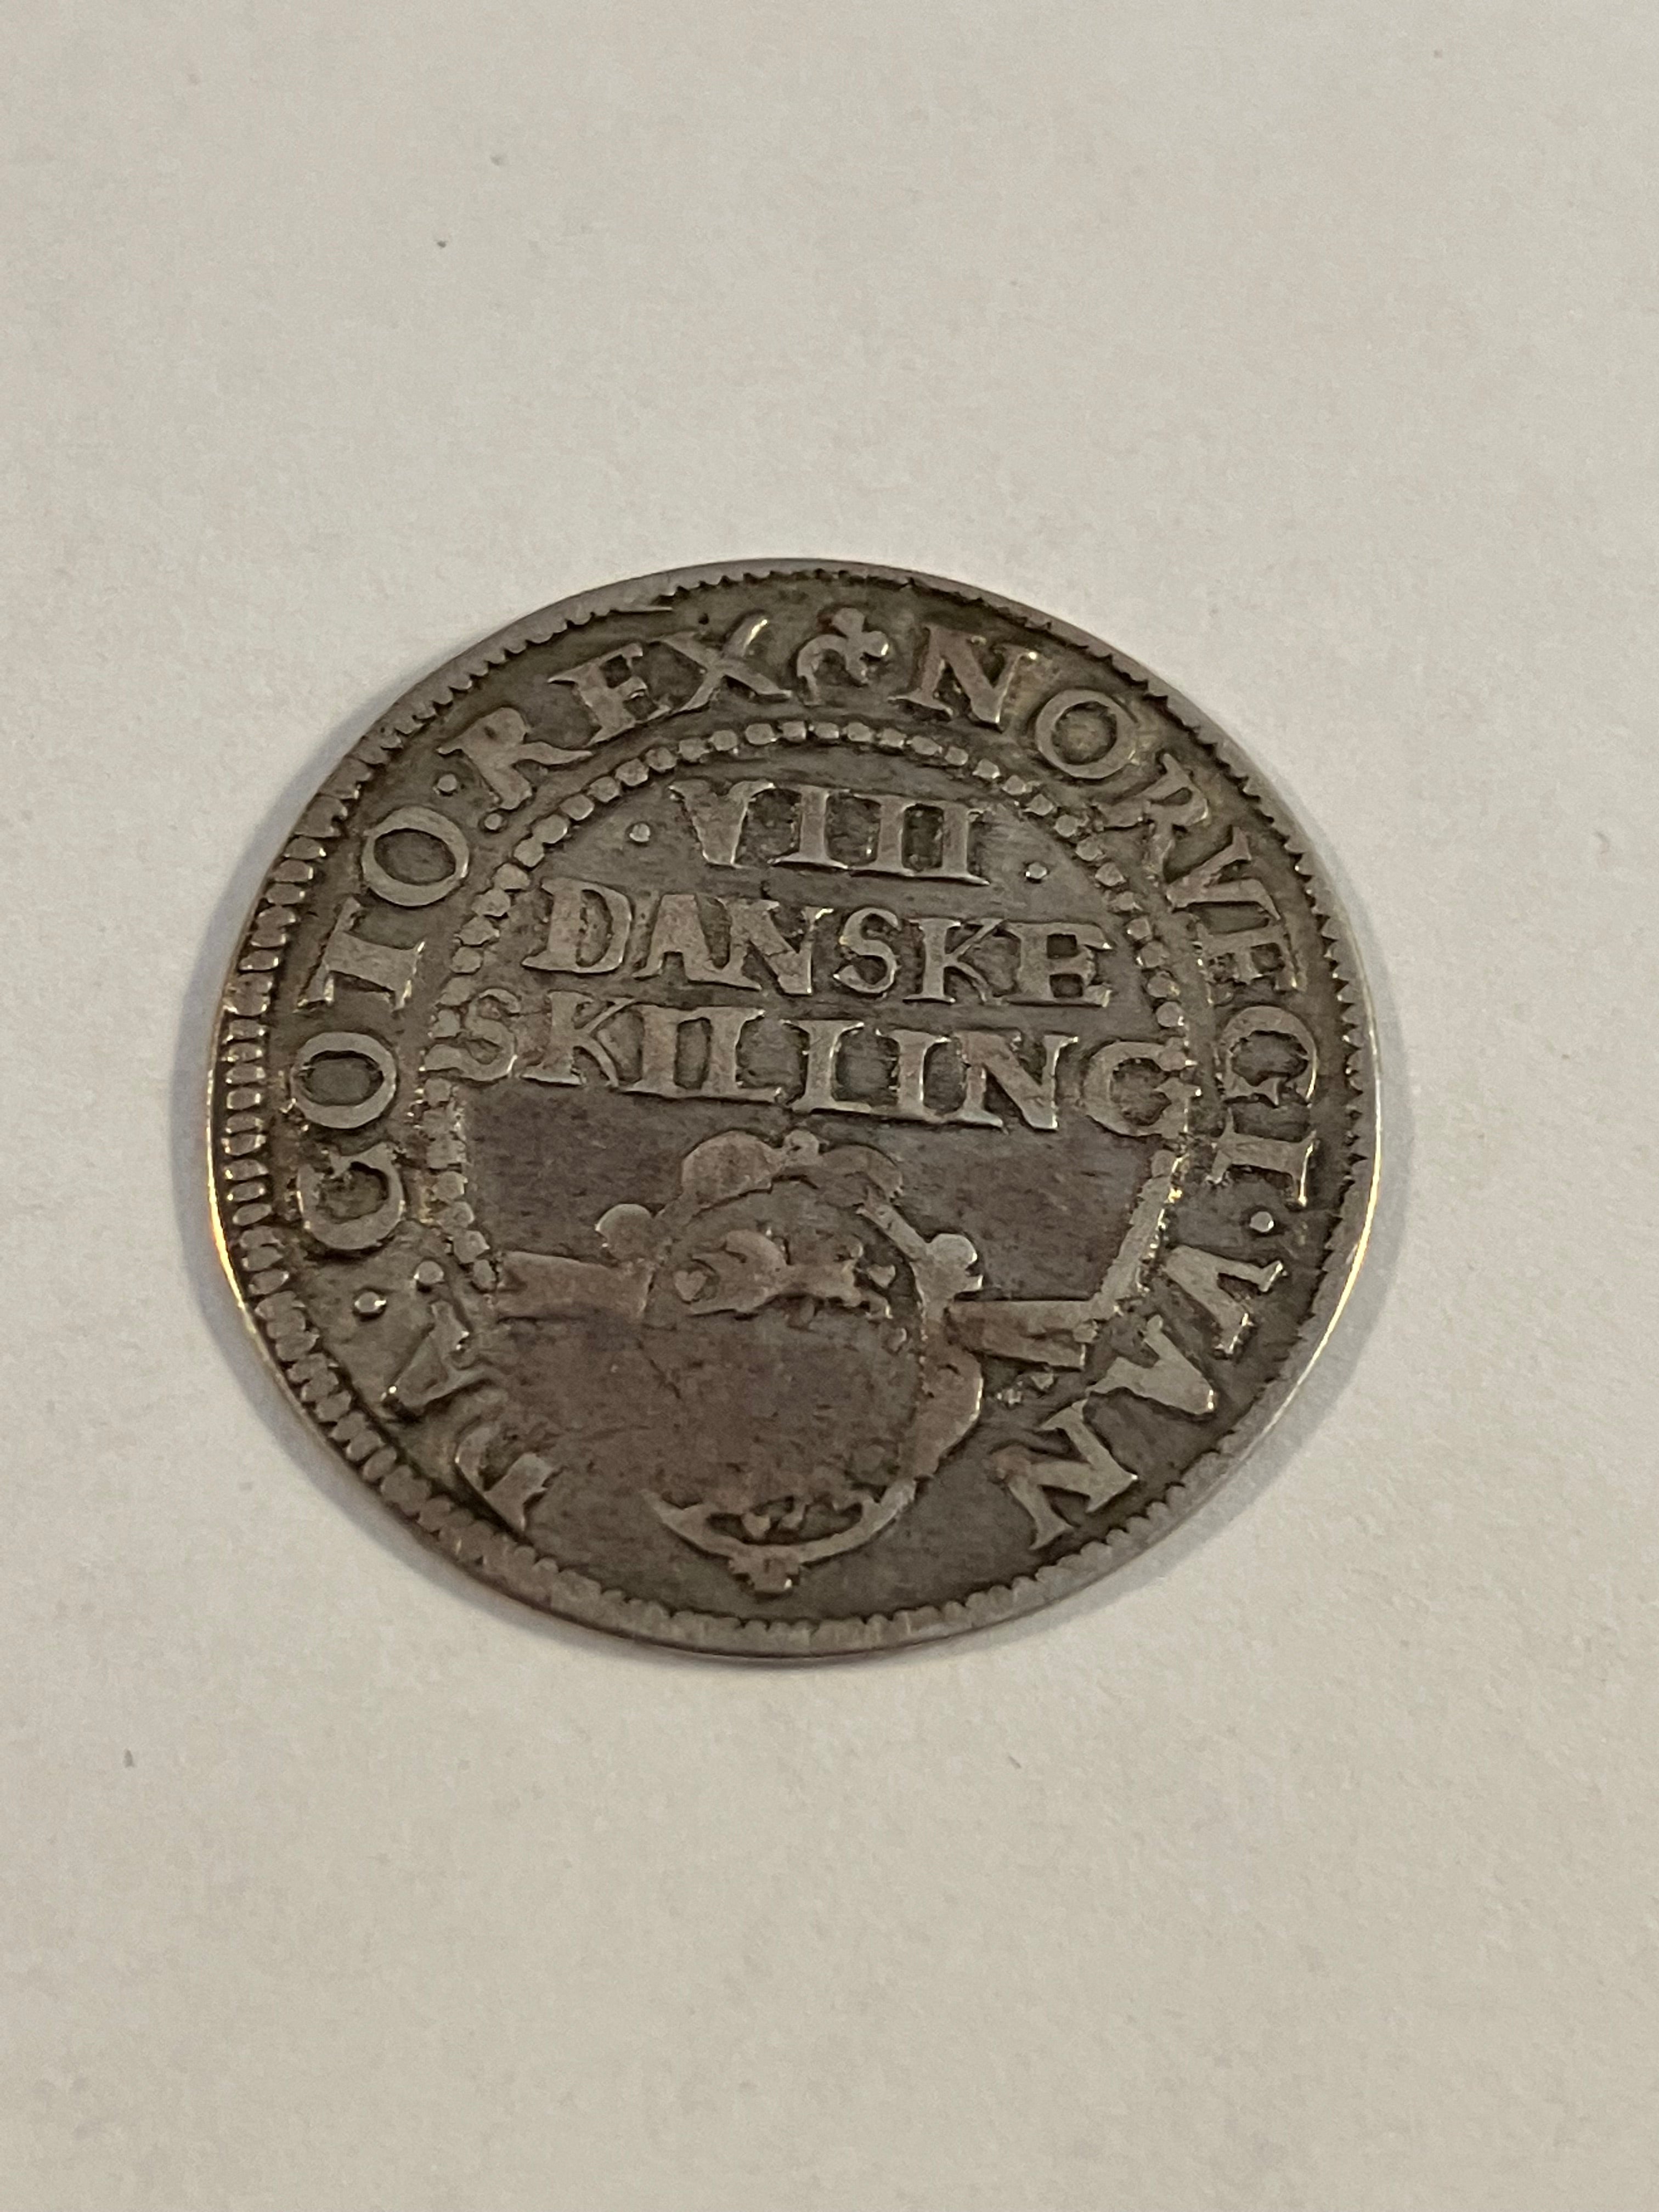 NORVEGI · VAN
DA · GOTO · REX
· VIII ·
DANSKE
SKILLING